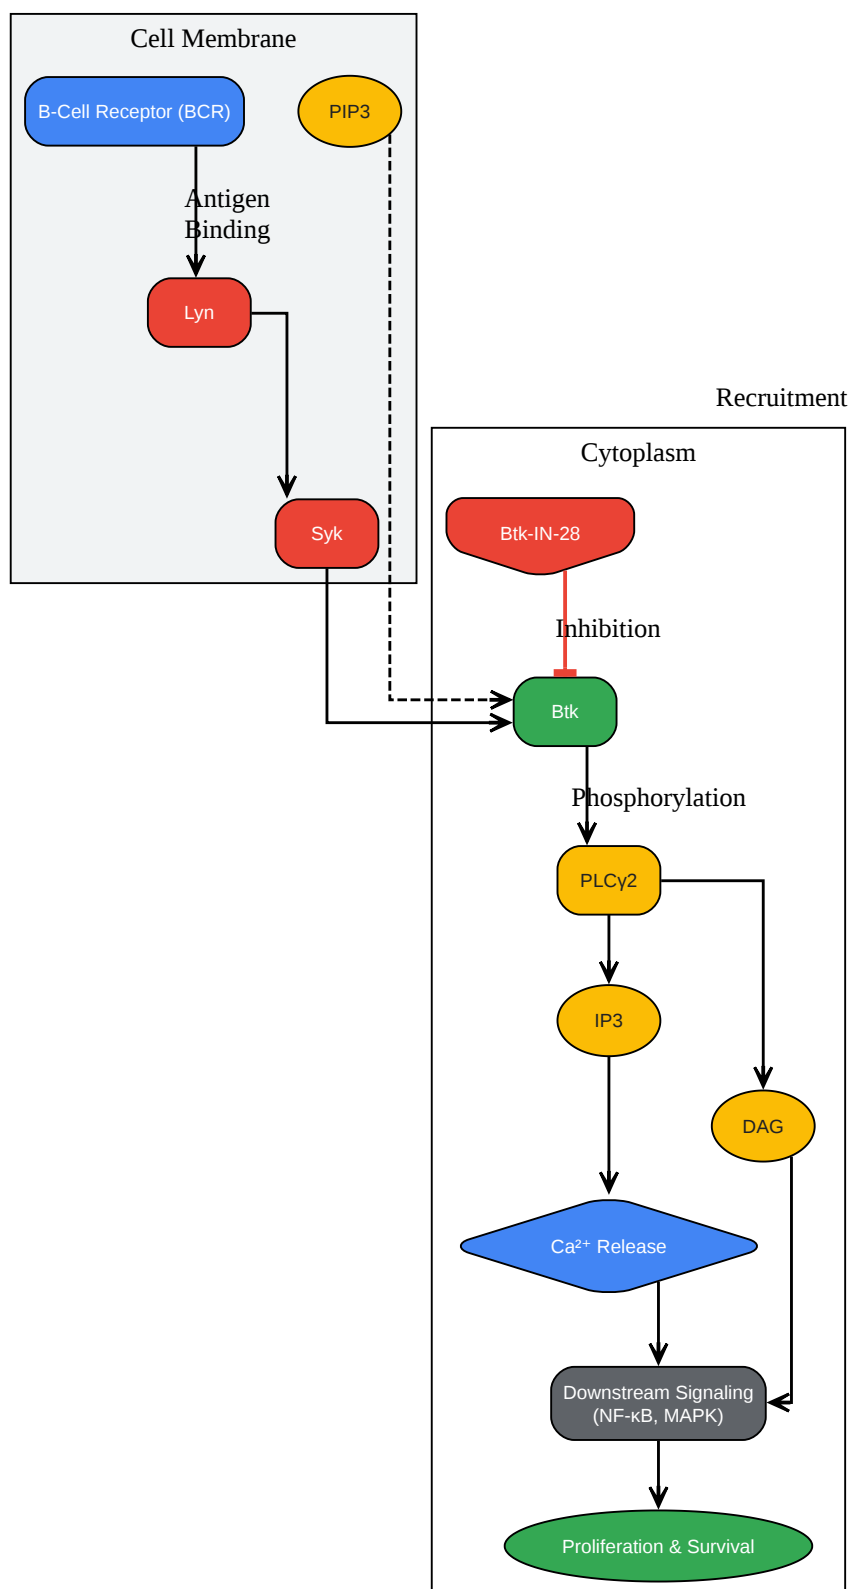 Cell Membrane
B-Cell Receptor (BCR)
PIP3
Antigen
Binding
Lyn
Recruitment
Cytoplasm
Syk
Btk-IN-28
Inhibition
Btk
Phosphorylation
PLCγ2
IP3
DAG
Ca²⁺ Release
Downstream Signaling
(NF-κB, MAPK)
Proliferation & Survival